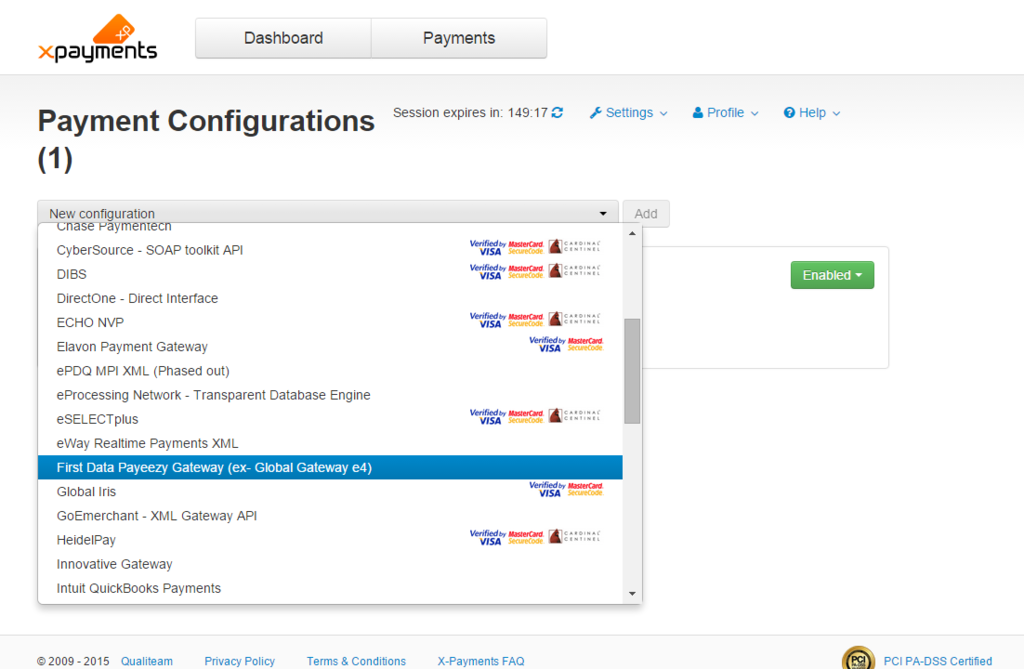 xp
xpayments
Dashboard
Payments
Payment Configurations
(1)
Session expires in: 149:17
Settings
Profile
Help
New configuration
Add
Chase Paymentech
CyberSource - SOAP toolkit API
Verified by VISA MasterCard. SecureCode. CARDINAL CENTINEL
DIBS
Verified by VISA MasterCard. SecureCode. CARDINAL CENTINEL
Enabled
DirectOne - Direct Interface
ECHO NVP
Verified by VISA MasterCard. SecureCode. CARDINAL CENTINEL
Elavon Payment Gateway
Verified by VISA MasterCard. SecureCode.
ePDQ MPI XML (Phased out)
eProcessing Network - Transparent Database Engine
eSELECTplus
Verified by VISA MasterCard. SecureCode. CARDINAL CENTINEL
eWay Realtime Payments XML
First Data Payeezy Gateway (ex- Global Gateway e4)
Global Iris
Verified by VISA MasterCard. SecureCode.
GoEmerchant - XML Gateway API
HeidelPay
Verified by VISA MasterCard. SecureCode. CARDINAL CENTINEL
Innovative Gateway
Intuit QuickBooks Payments
© 2009 - 2015 Qualiteam Privacy Policy Terms & Conditions X-Payments FAQ
PCI
PCI PA-DSS Certified